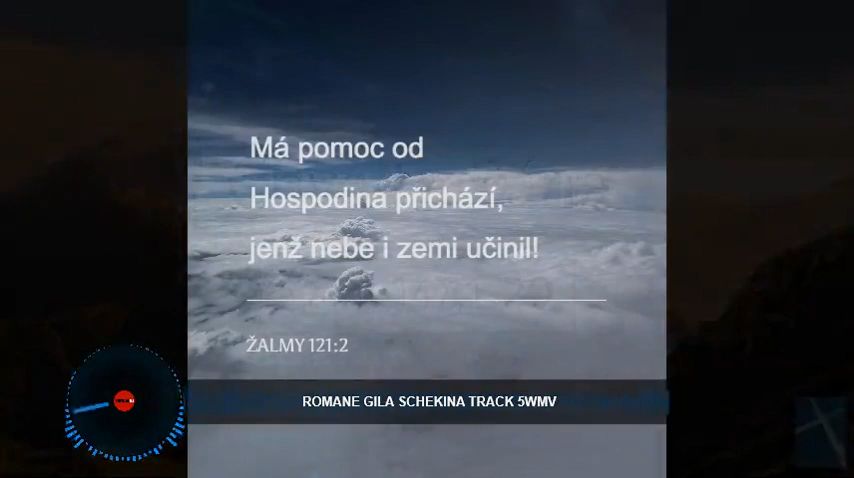 Má pomoc od
Hospodina přichází,
jenž nebe i zemi učinil!
ŽALMY 121:2
ROMANE GILA SCHEKINA TRACK 5WMV